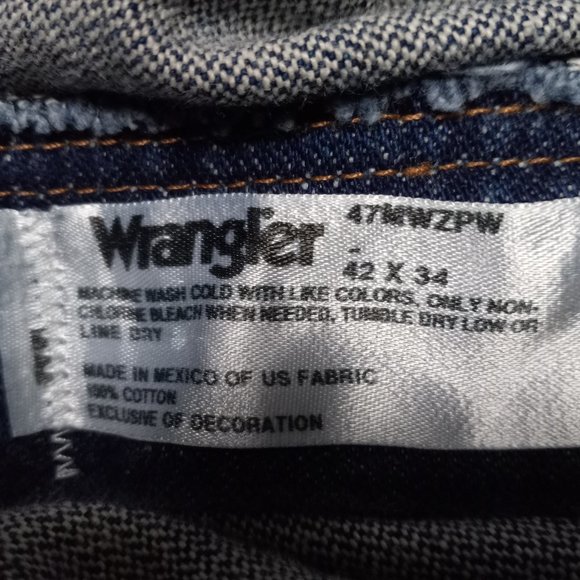 Wrangler 47MWZPW
-
42 X 34
MACHINE WASH COLD WITH LIKE COLORS, ONLY NON-
CHLORINE BLEACH WHEN NEEDED, TUMBLE DRY LOW OR
LINE DRY
MADE IN MEXICO OF US FABRIC
100% COTTON
EXCLUSIVE OF DECORATION